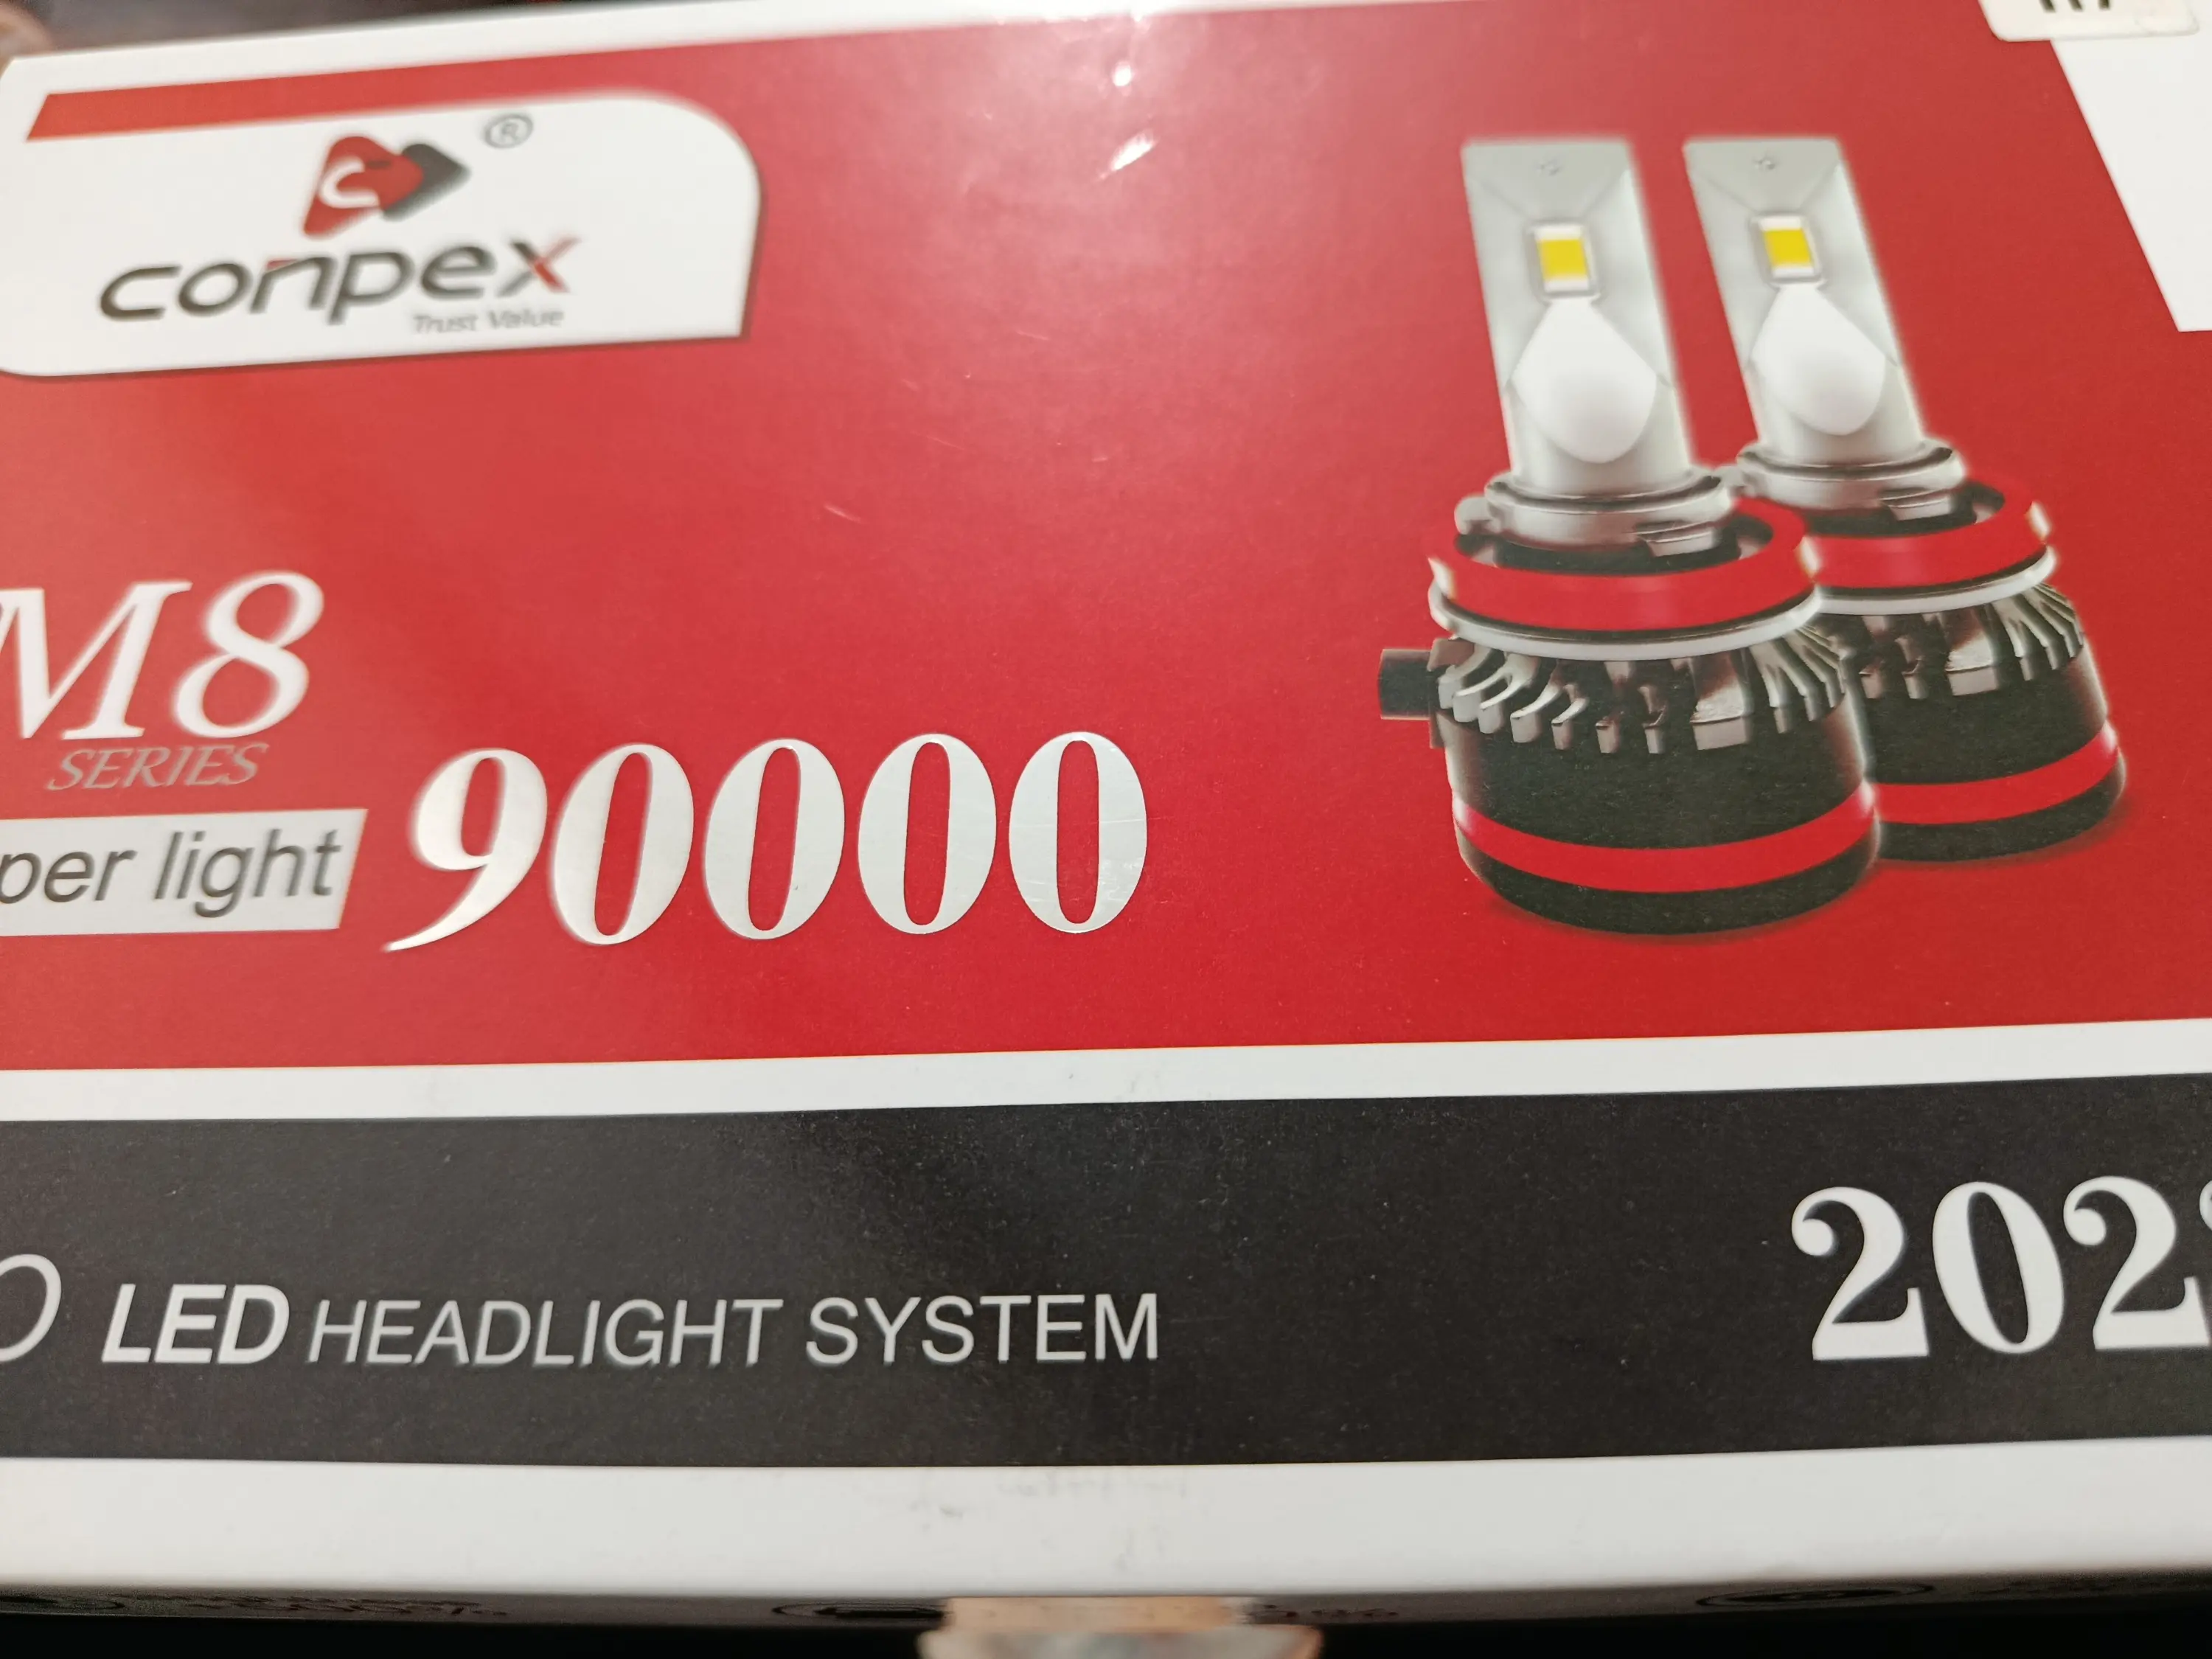 ®
conpex
Trust Value
M8
SERIES
per light
90000
LED HEADLIGHT SYSTEM
202